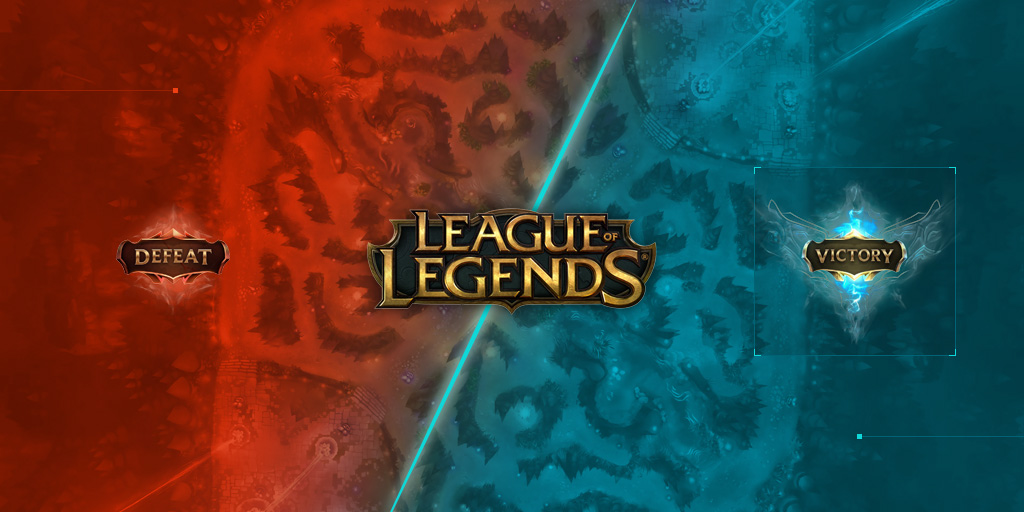 DEFEAT
LEAGUE OF
LEGENDS®
VICTORY